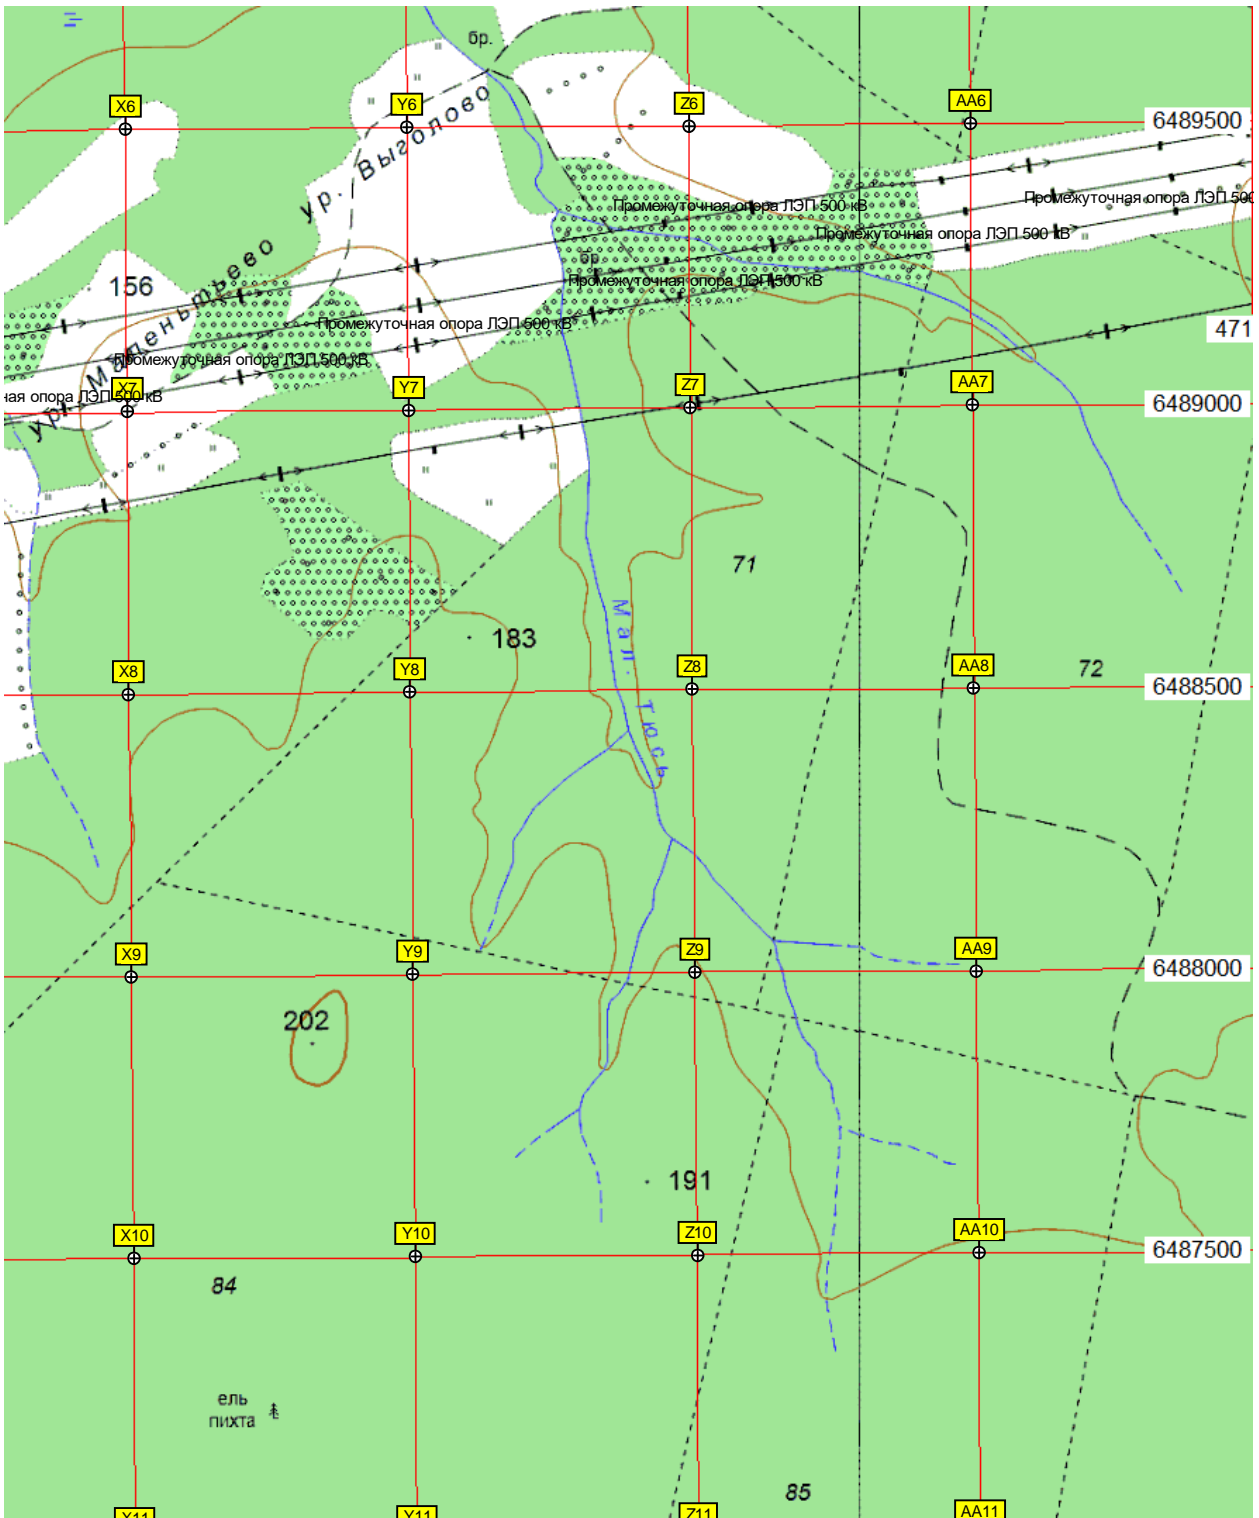 бр.
X6
Y6
Z6
AA6
6489500
ур. Выголово
Промежуточная опора ЛЭП 500 кВ
Промежуточная опора ЛЭП 500
Промежуточная опора ЛЭП 500 кВ
бр.
156
Промежуточная опора ЛЭП 500 кВ
ур. Маленьтьево
Промежуточная опора ЛЭП 500 кВ
471
Промежуточная опора ЛЭП 500 кВ
X7
ная опора ЛЭП 500 кВ
Y7
Z7
AA7
6489000
71
183
Мал. Тюсь
X8
Y8
Z8
AA8
72
6488500
X9
Y9
Z9
AA9
6488000
202
191
X10
Y10
Z10
AA10
6487500
84
ель
пихта
85
X11
Y11
Z11
AA11